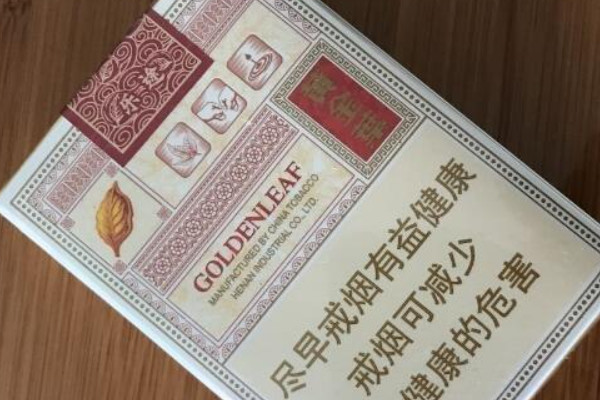 黄金葉
GOLDENLEAF
MANUFACTURED BY CHINA TOBACCO
HENAN INDUSTRIAL CO., LTD.
尽早戒烟有益健康
戒烟可减少
健康的危害